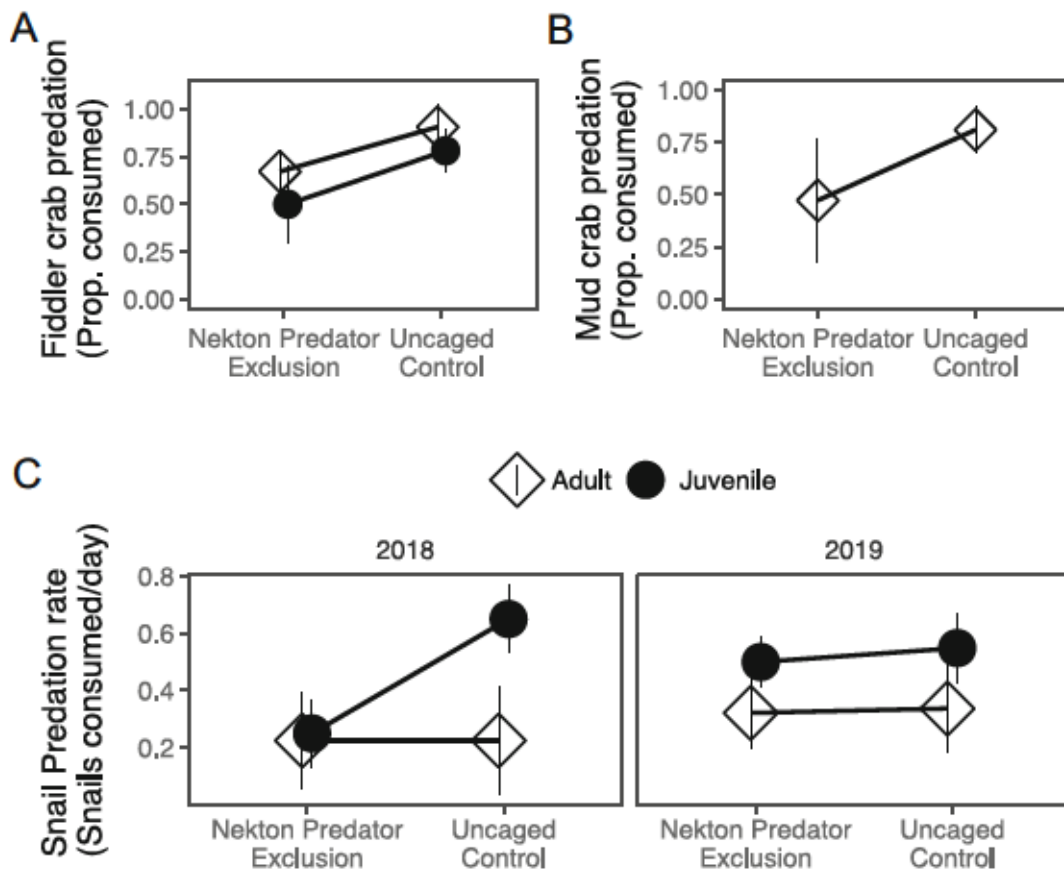 A
Fiddler crab predation
(Prop. consumed)
1.00
0.75
0.50
0.25
0.00
Nekton Predator
Exclusion
Uncaged
Control
B
Mud crab predation
(Prop. consumed)
1.00
0.75
0.50
0.25
0.00
Nekton Predator
Exclusion
Uncaged
Control
C
Adult
Juvenile
Snail Predation rate
(Snails consumed/day)
2018
2019
0.8
0.6
0.4
0.2
Nekton Predator
Exclusion
Uncaged
Control
Nekton Predator
Exclusion
Uncaged
Control